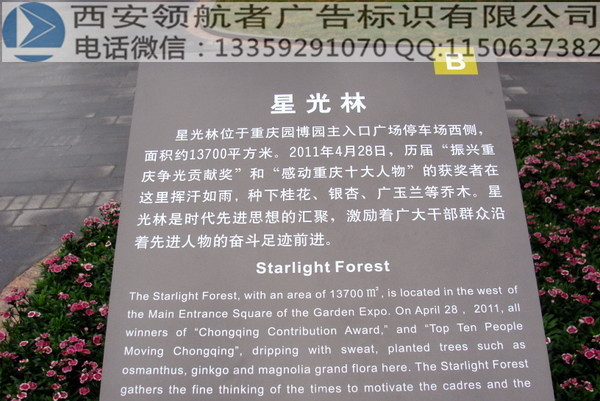 西安领航者广告标识有限公司
电话微信：13359291070 QQ:1150637382
B
星光林
星光林位于重庆园博园主入口广场停车场西侧，
面积约13700平方米。2011年4月28日，历届“振兴重
庆争光贡献奖”和“感动重庆十大人物”的获奖者在
这里挥汗如雨，种下桂花、银杏、广玉兰等乔木。星
光林是时代先进思想的汇聚，激励着广大干部群众沿
着先进人物的奋斗足迹前进。
Starlight Forest
The Starlight Forest, with an area of 13700 m², is located in the west of
the Main Entrance Square of the Garden Expo. On April 28 , 2011, all
winners of “Chongqing Contribution Award,” and “Top Ten People
Moving Chongqing”, dripping with sweat, planted trees such as
osmanthus, ginkgo and magnolia grand flora here. The Starlight Forest
gathers the fine thinking of the times to motivate the cadres and the